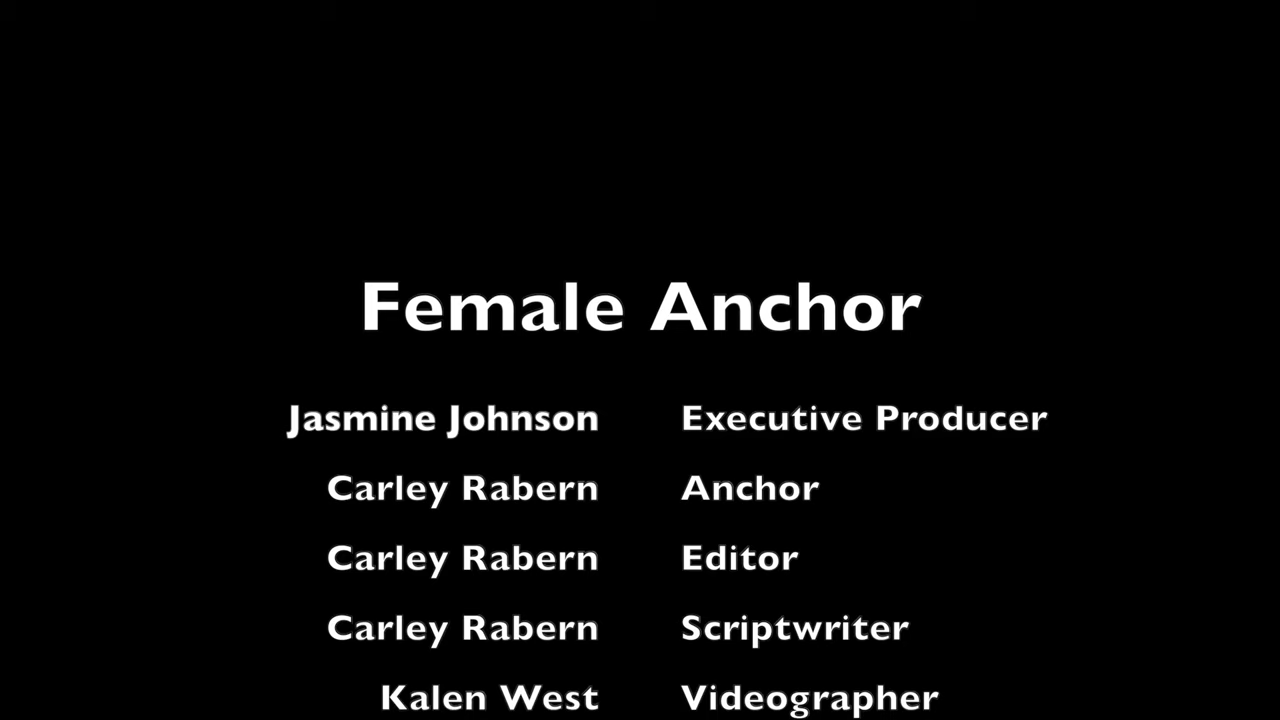 Female Anchor
Jasmine Johnson Executive Producer
Carley Rabern Anchor
Carley Rabern Editor
Carley Rabern Scriptwriter
Kalen West Videographer